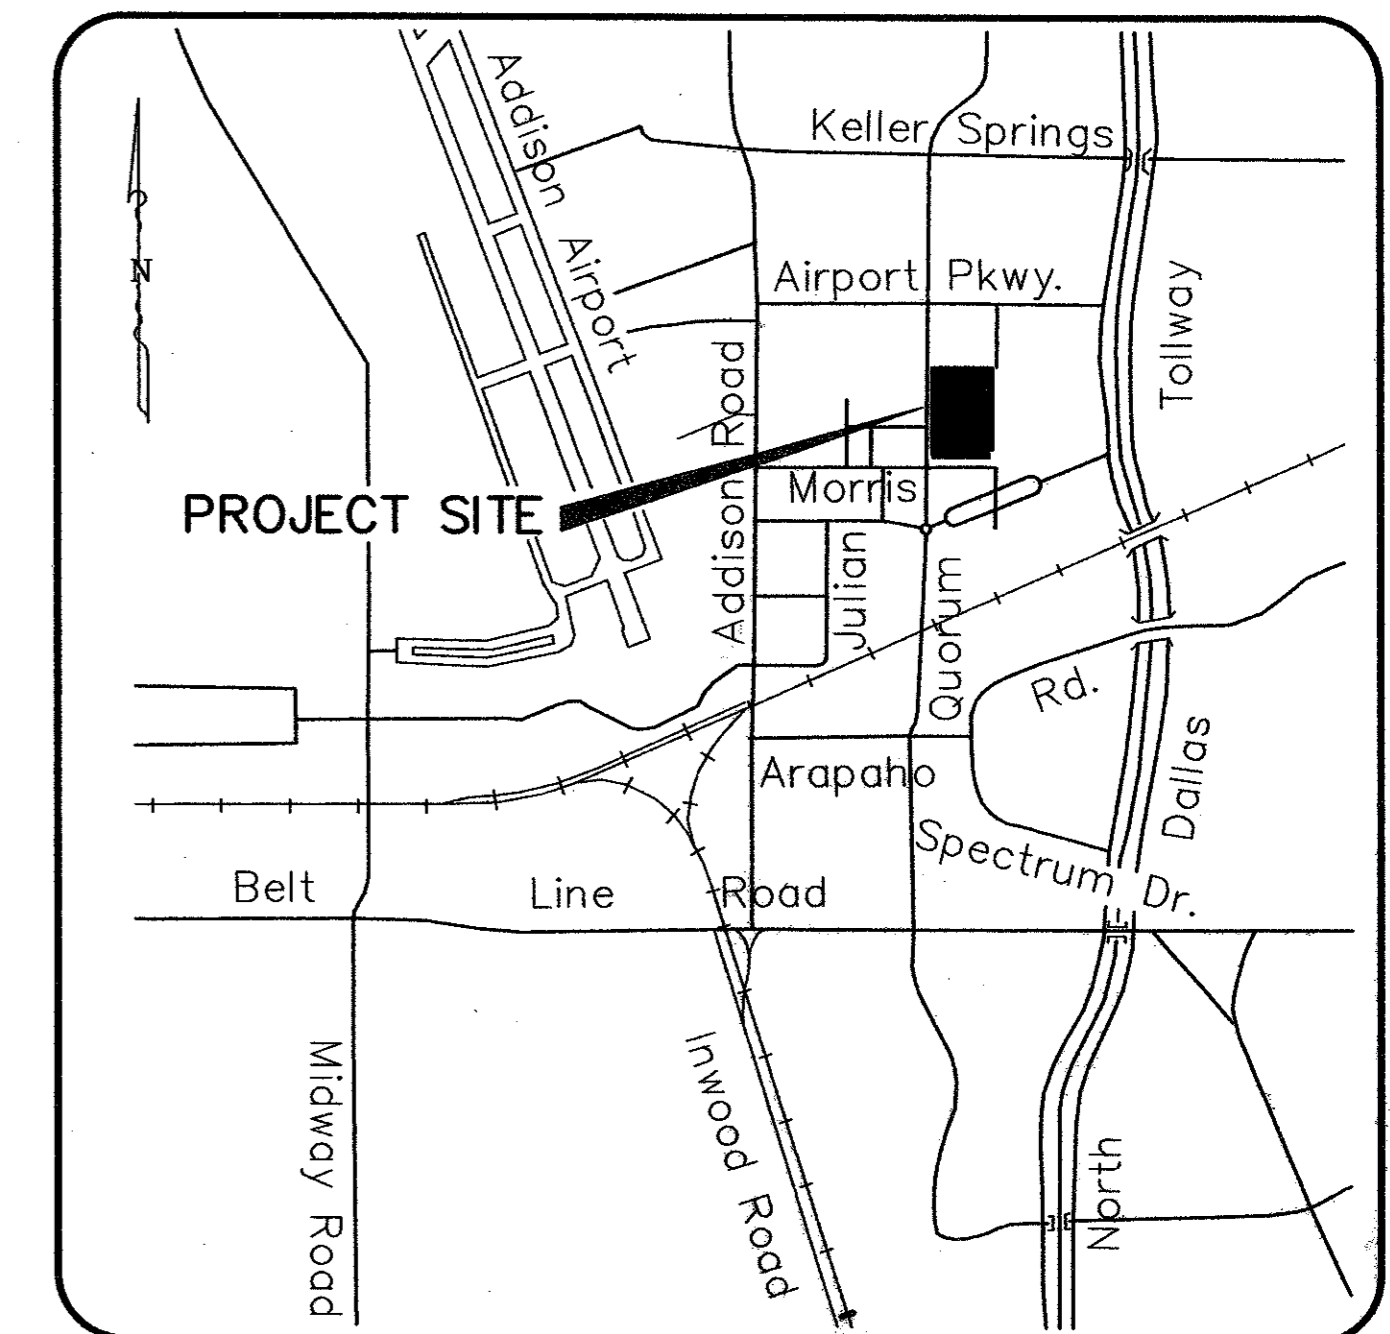 Addison Airport
Keller Springs
Airport Pkwy.
Tollway
N
Addison Road
PROJECT SITE
Morris
Addison
Julian
Quorum
Rd.
Arapaho
Dallas
Spectrum Dr.
Belt Line Road
Midway Road
Inwood Road
North